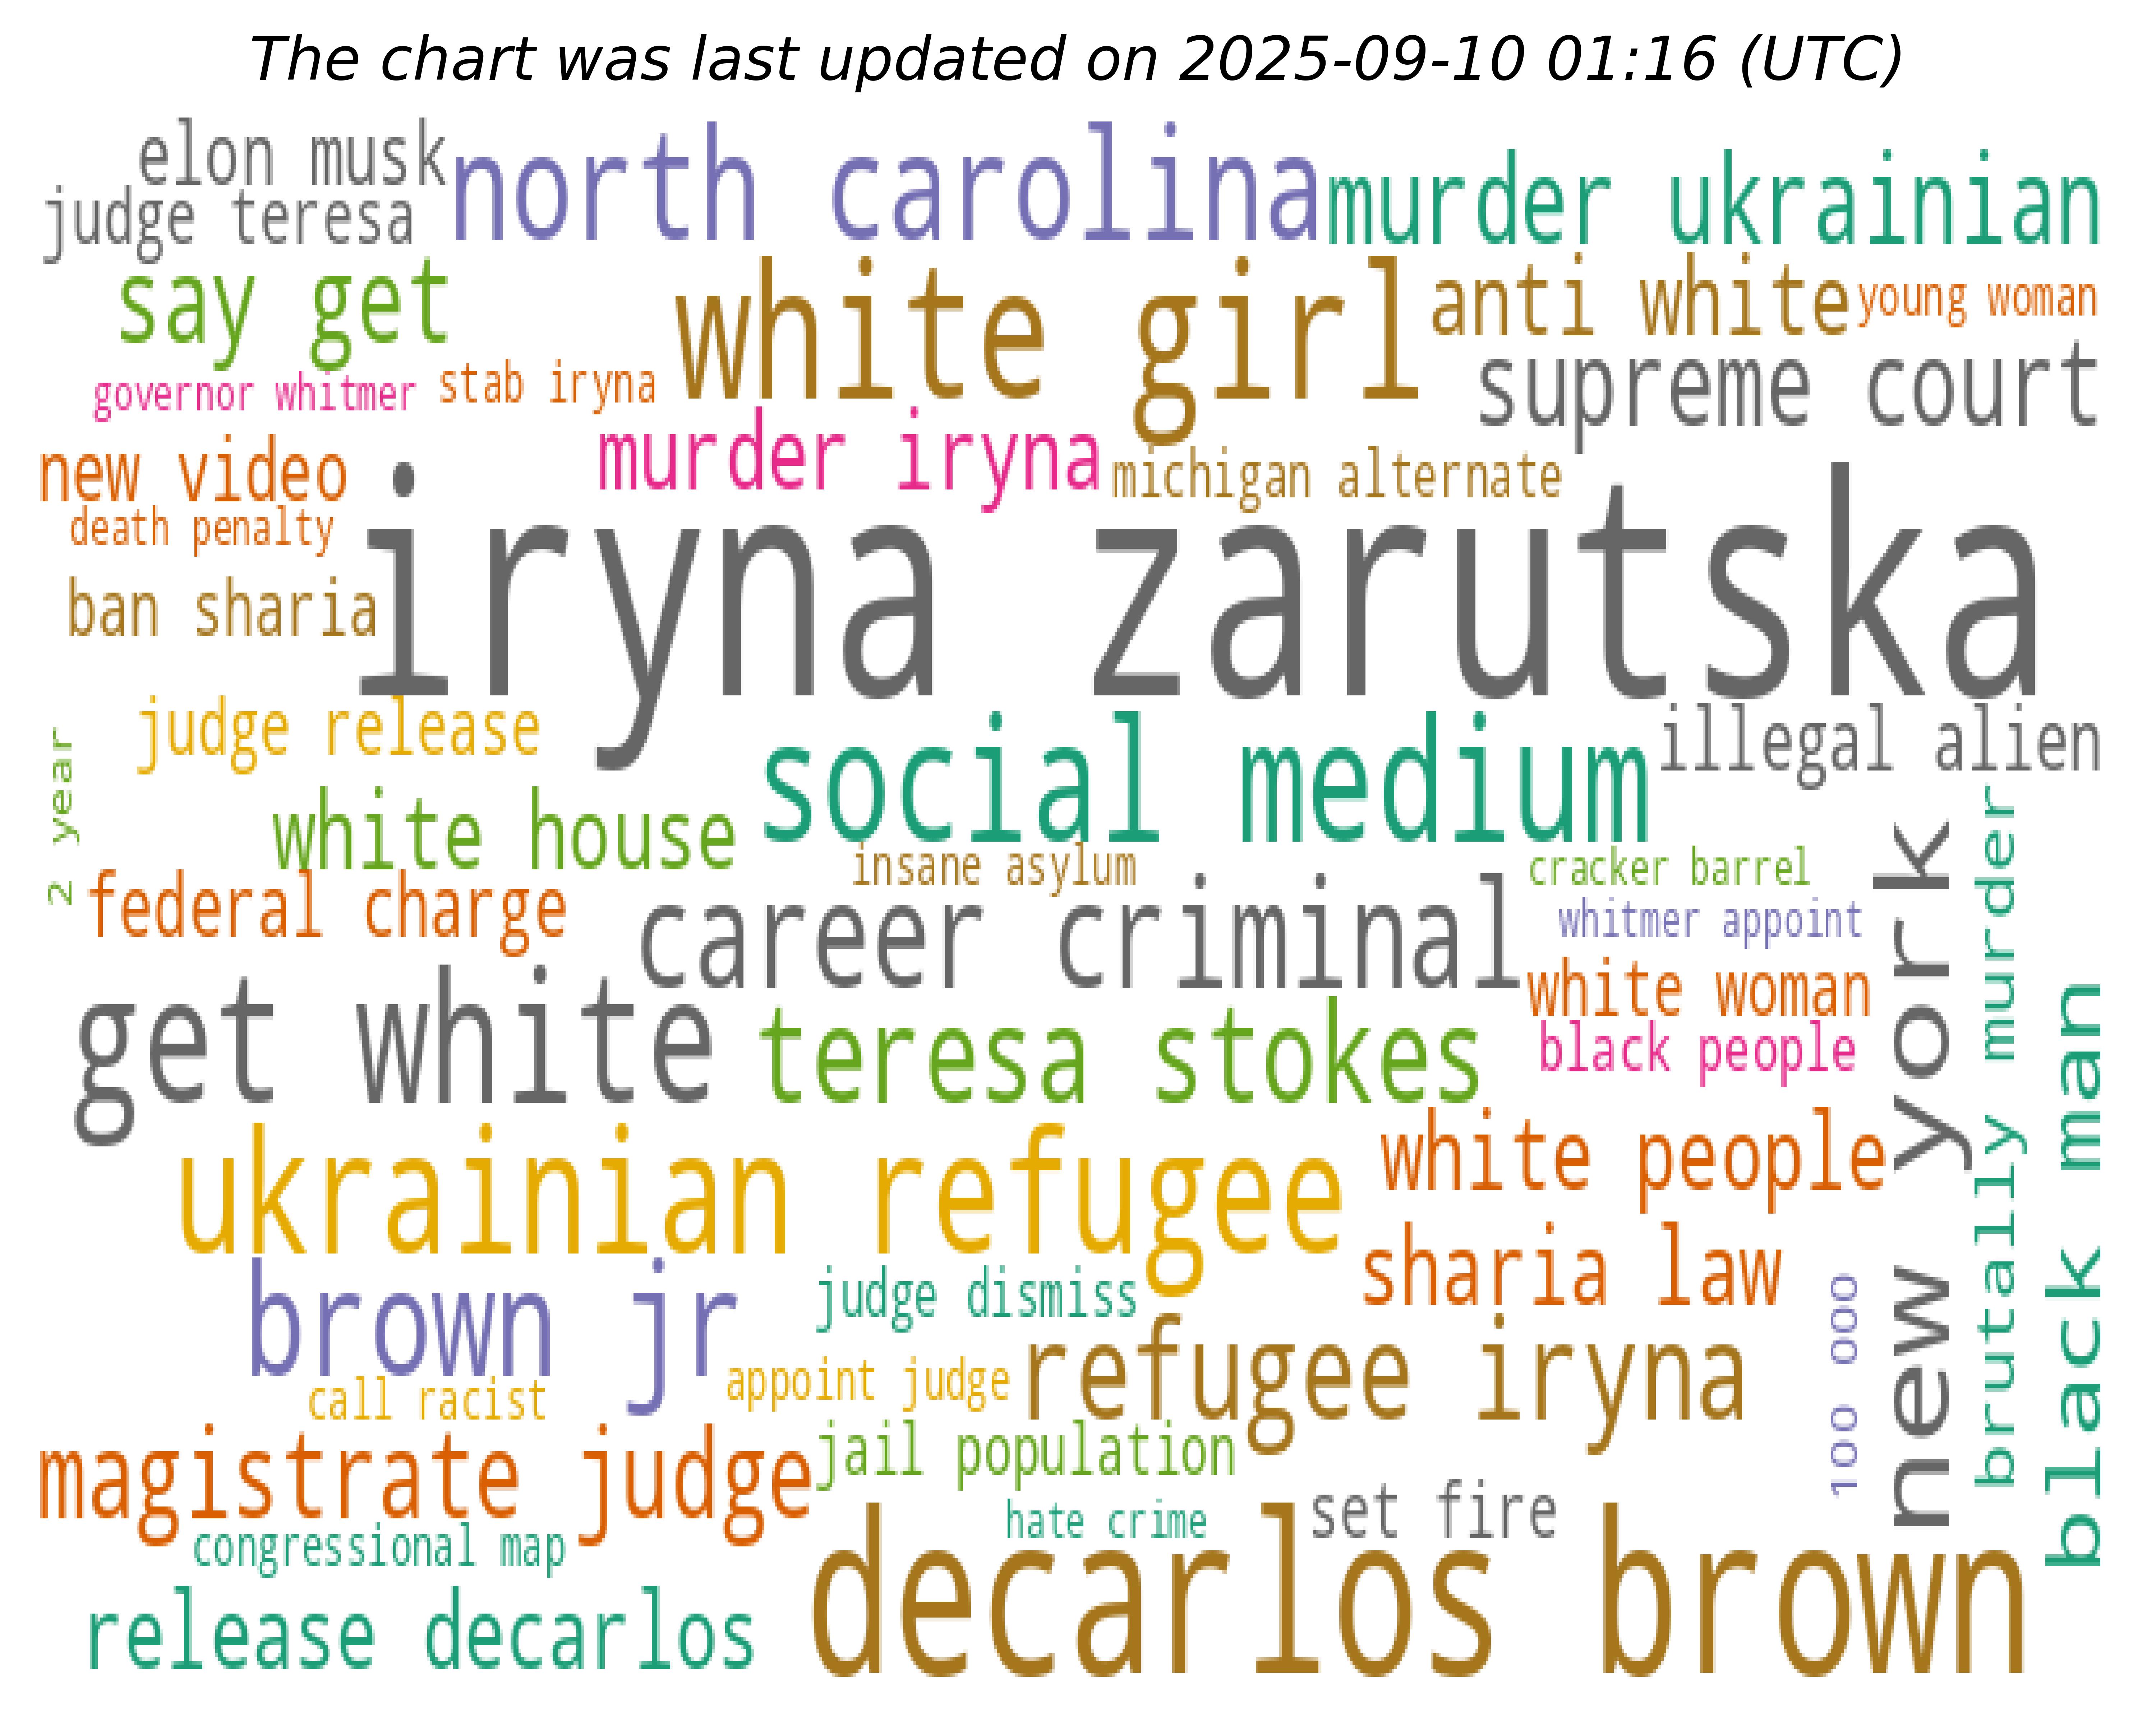 The chart was last updated on 2025-09-10 01:16 (UTC)
elon musk
north carolina
murder ukrainian
judge teresa
say get
white girl
anti white
young woman
governor whitmer
stab iryna
supreme court
new video
murder iryna
michigan alternate
death penalty
iryna zarutska
ban sharia
judge release
social medium
illegal alien
2 year
white house
insane asylum
cracker barrel
federal charge
career criminal
whitmer appoint
white woman
get white
teresa stokes
black people
new york
brutally murder
black man
ukrainian refugee
white people
sharia law
brown jr
judge dismiss
refugee iryna
100 000
call racist
appoint judge
magistrate judge
jail population
congressional map
hate crime
set fire
release decarlos
decarlos brown